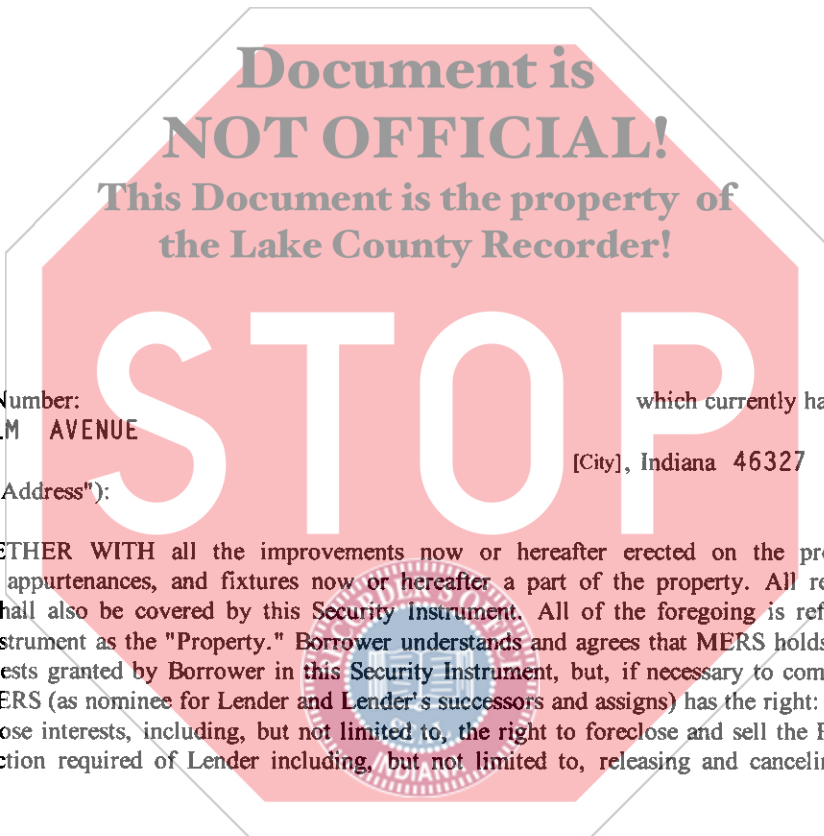 Document is
NOT OFFICIAL!
This Document is the property of
the Lake County Recorder!
STOP
Number: which currently ha
LM AVENUE
[City], Indiana 46327
Address"):
ETHER WITH all the improvements now or hereafter erected on the pro
appurtenances, and fixtures now or hereafter a part of the property. All re
hall also be covered by this Security Instrument. All of the foregoing is ref
strument as the "Property." Borrower understands and agrees that MERS holds
ests granted by Borrower in this Security Instrument, but, if necessary to com
ERS (as nominee for Lender and Lender's successors and assigns) has the right:
ose interests, including, but not limited to, the right to foreclose and sell the P
ction required of Lender including, but not limited to, releasing and cancelin
INDIANA